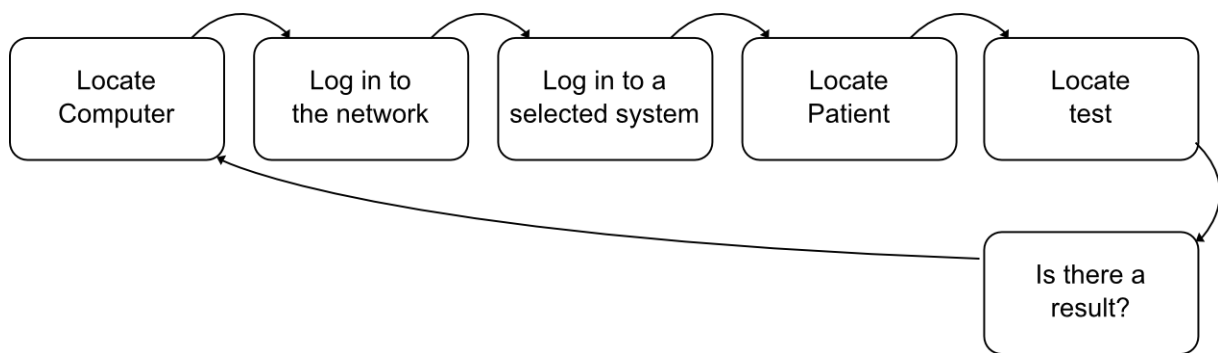 Locate
Computer
Log in to
the network
Log in to a
selected system
Locate
Patient
Locate
test
Is there a
result?